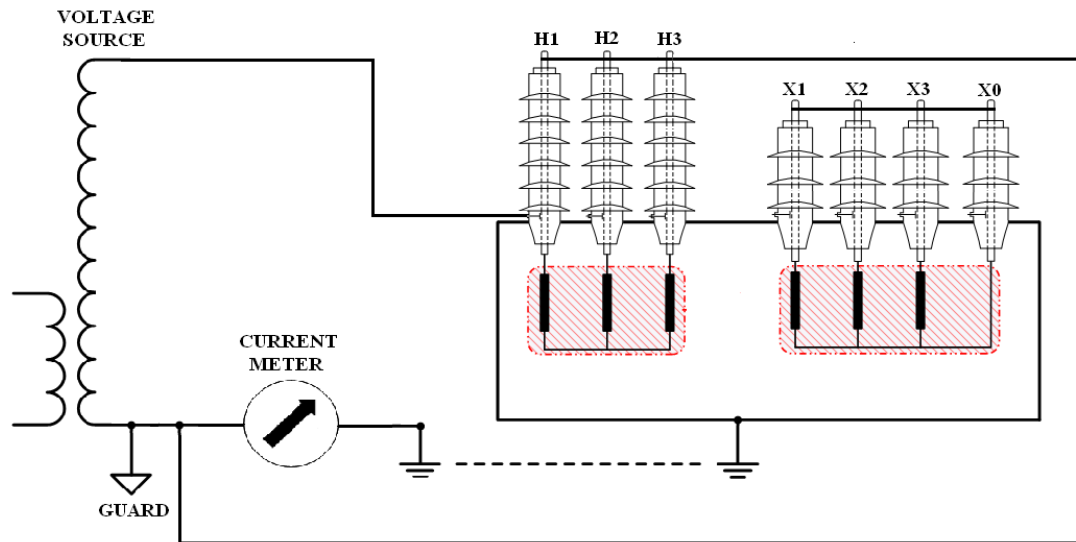 VOLTAGE
SOURCE
H1 H2 H3
X1 X2 X3 X0
CURRENT
METER
GUARD